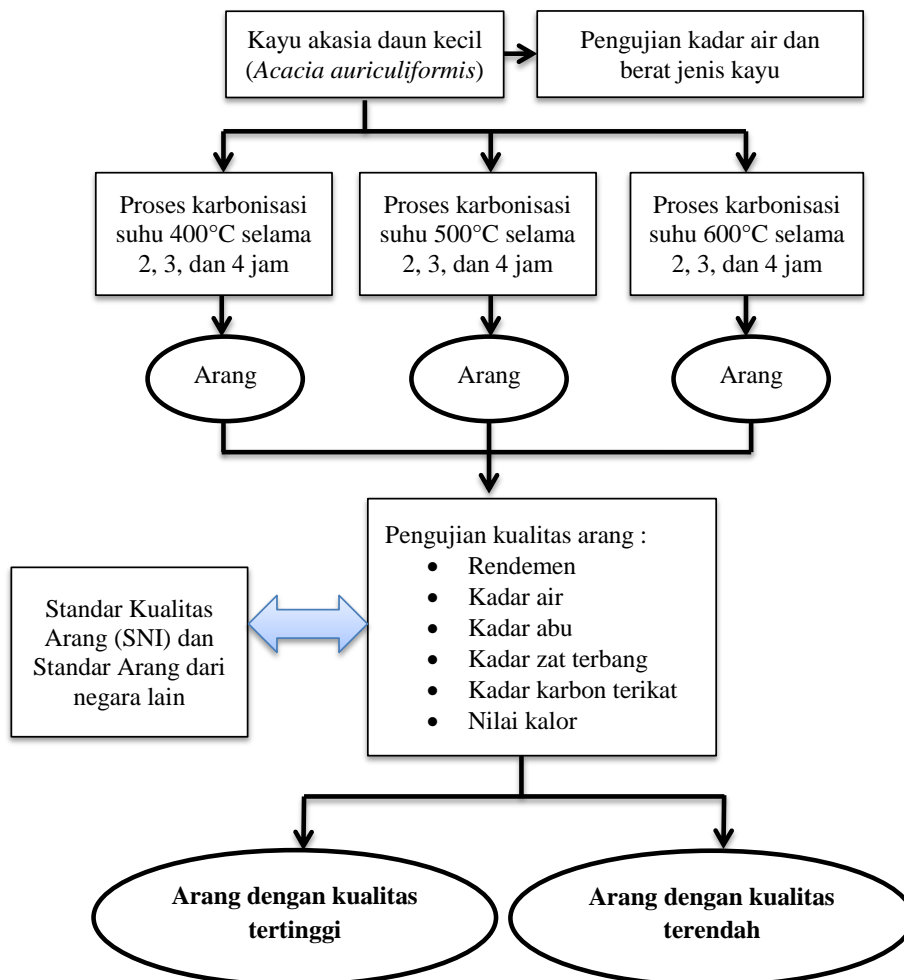 Kayu akasia daun kecil
(Acacia auriculiformis)
Pengujian kadar air dan
berat jenis kayu
Proses karbonisasi
suhu 400°C selama
2, 3, dan 4 jam
Proses karbonisasi
suhu 500°C selama
2, 3, dan 4 jam
Proses karbonisasi
suhu 600°C selama
2, 3, dan 4 jam
Arang
Arang
Arang
Pengujian kualitas arang :
• Rendemen
• Kadar air
• Kadar abu
• Kadar zat terbang
• Kadar karbon terikat
• Nilai kalor
Standar Kualitas
Arang (SNI) dan
Standar Arang dari
negara lain
Arang dengan kualitas
tertinggi
Arang dengan kualitas
terendah